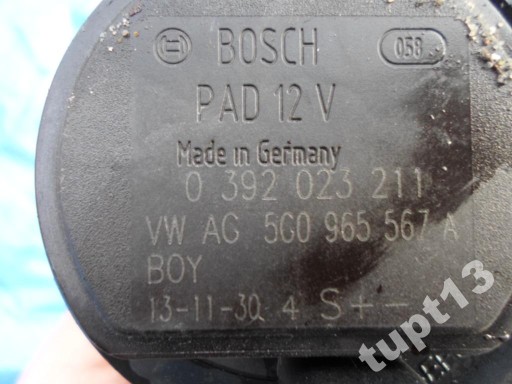 BOSCH 058
PAD 12 V
Made in Germany
0 392 023 211
VW AG 5G0 965 567 A
BOY
13-11-30 4 S + -
tupt13